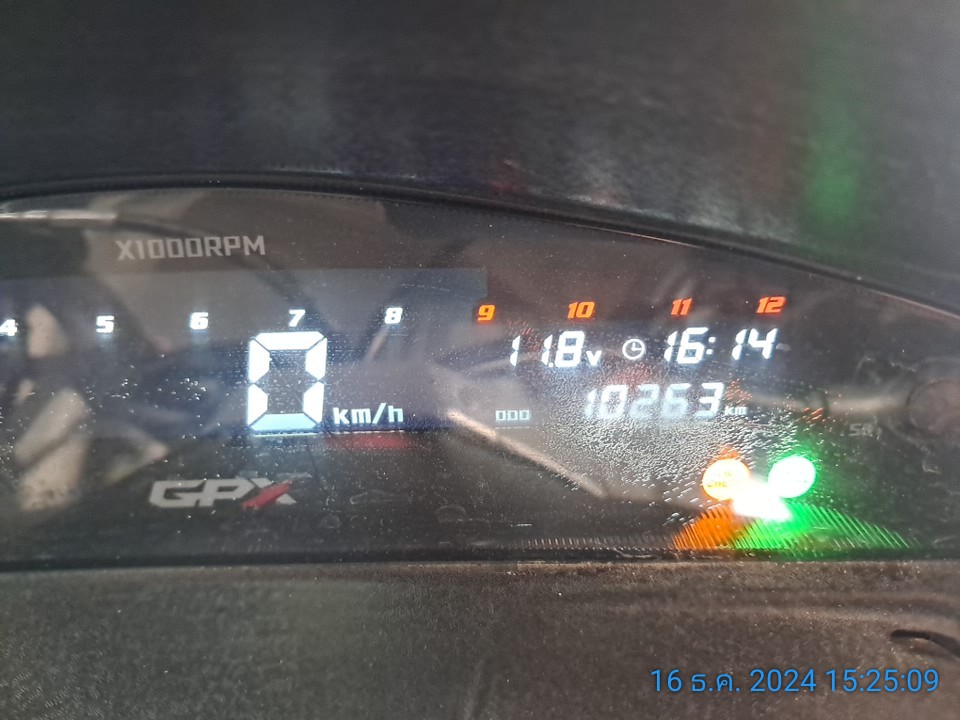 X1000RPM
4 5 6 7 8 9 10 11 12
11.8v 16:14
0 km/h
ODO 10263 km
GPX
16 ธ.ค. 2024 15:25:09